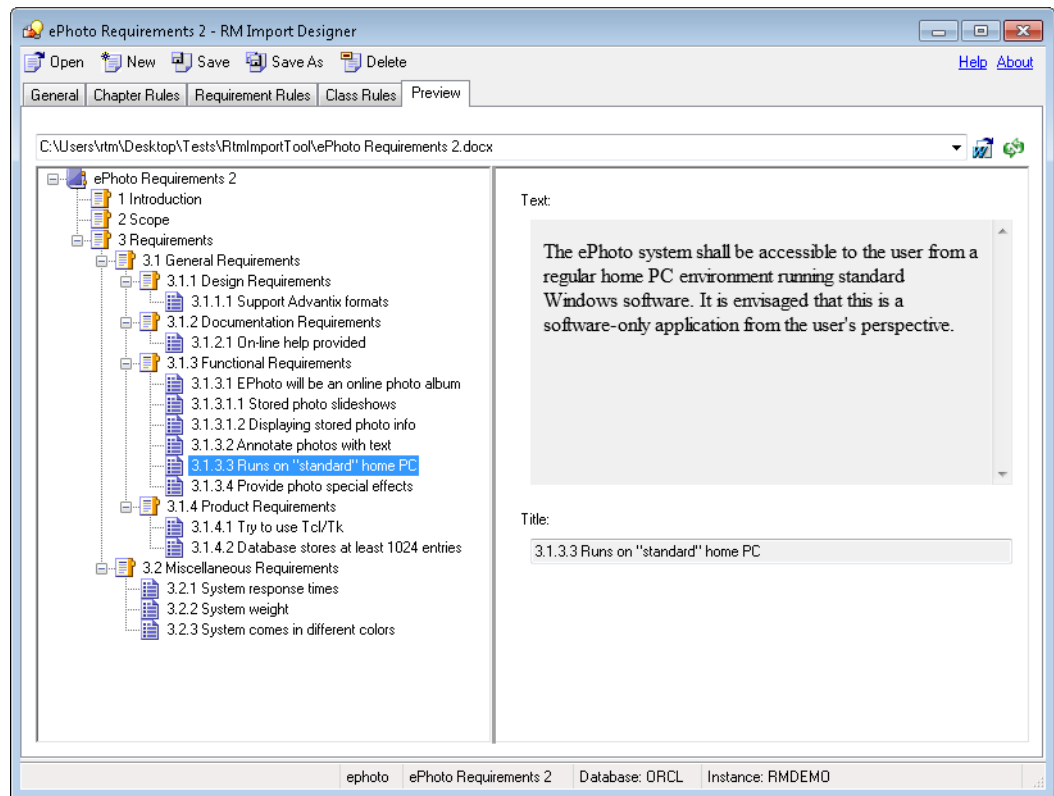 ePhoto Requirements 2 - RM Import Designer
Open New Save Save As Delete Help About
General Chapter Rules Requirement Rules Class Rules Preview
C:\Users\rtm\Desktop\Tests\RtmImportTool\ePhoto Requirements 2.docx
ePhoto Requirements 2
1 Introduction
2 Scope
3 Requirements
3.1 General Requirements
3.1.1 Design Requirements
3.1.1.1 Support Advantix formats
3.1.2 Documentation Requirements
3.1.2.1 On-line help provided
3.1.3 Functional Requirements
3.1.3.1 EPhoto will be an online photo album
3.1.3.1.1 Stored photo slideshows
3.1.3.1.2 Displaying stored photo info
3.1.3.2 Annotate photos with text
3.1.3.3 Runs on "standard" home PC
3.1.3.4 Provide photo special effects
3.1.4 Product Requirements
3.1.4.1 Try to use Tcl/Tk
3.1.4.2 Database stores at least 1024 entries
3.2 Miscellaneous Requirements
3.2.1 System response times
3.2.2 System weight
3.2.3 System comes in different colors
Text:
The ePhoto system shall be accessible to the user from a
regular home PC environment running standard
Windows software. It is envisaged that this is a
software-only application from the user's perspective.
Title:
3.1.3.3 Runs on "standard" home PC
ephoto ePhoto Requirements 2 Database: ORCL Instance: RMDEMO